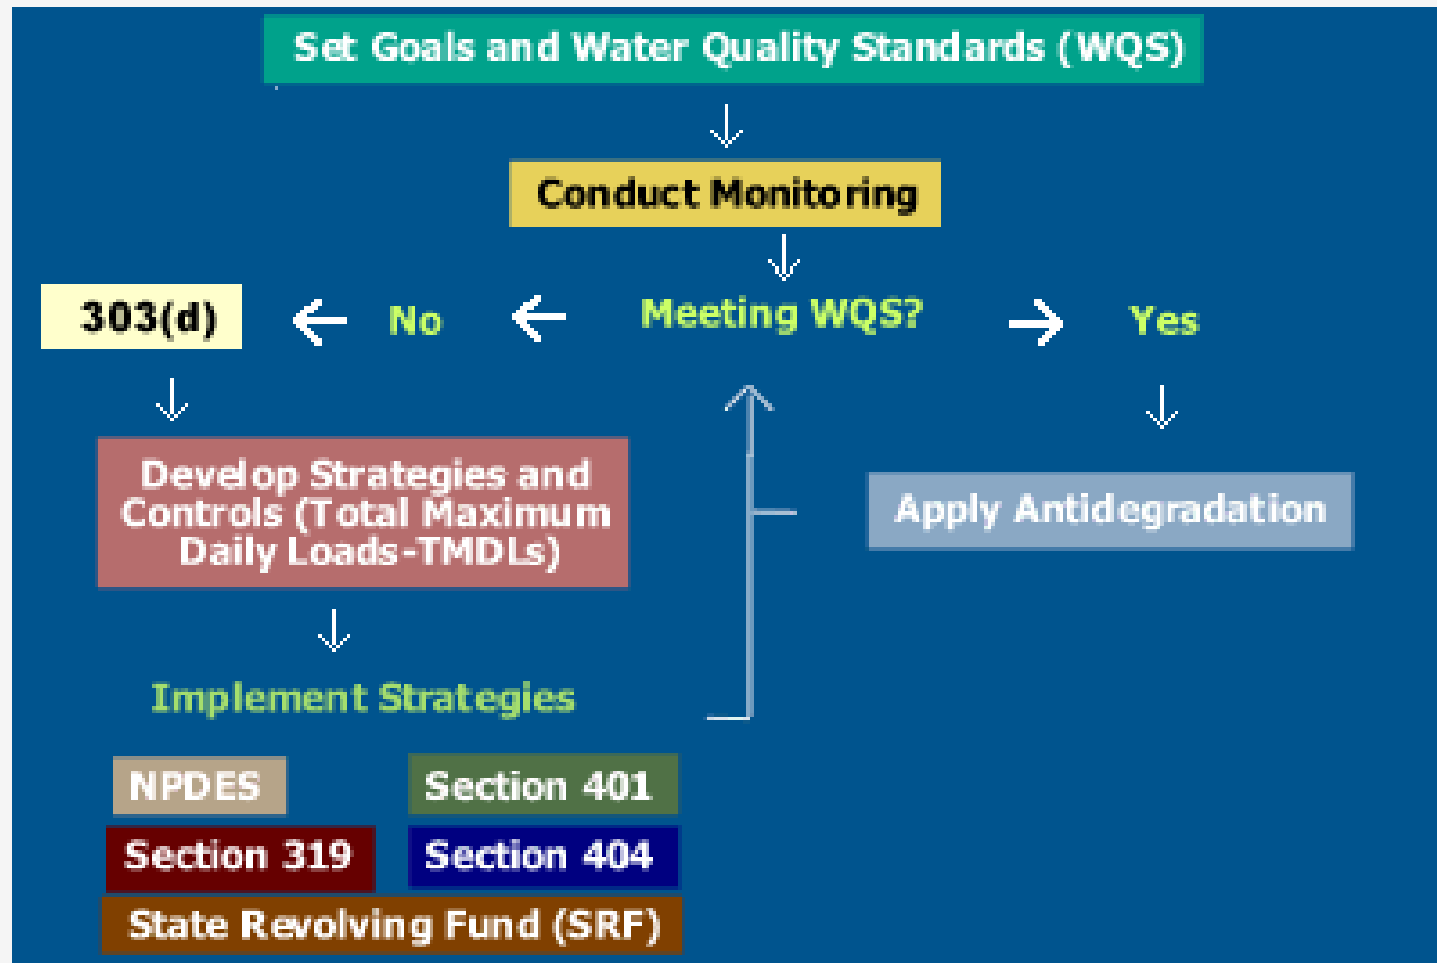 Set Goals and Water Quality Standards (WQS)
Conduct Monitoring
303(d)
No
Meeting WQS?
Yes
Develop Strategies and
Controls (Total Maximum
Daily Loads-TMDLs)
Apply Antidegradation
Implement Strategies
NPDES
Section 401
Section 319
Section 404
State Revolving Fund (SRF)